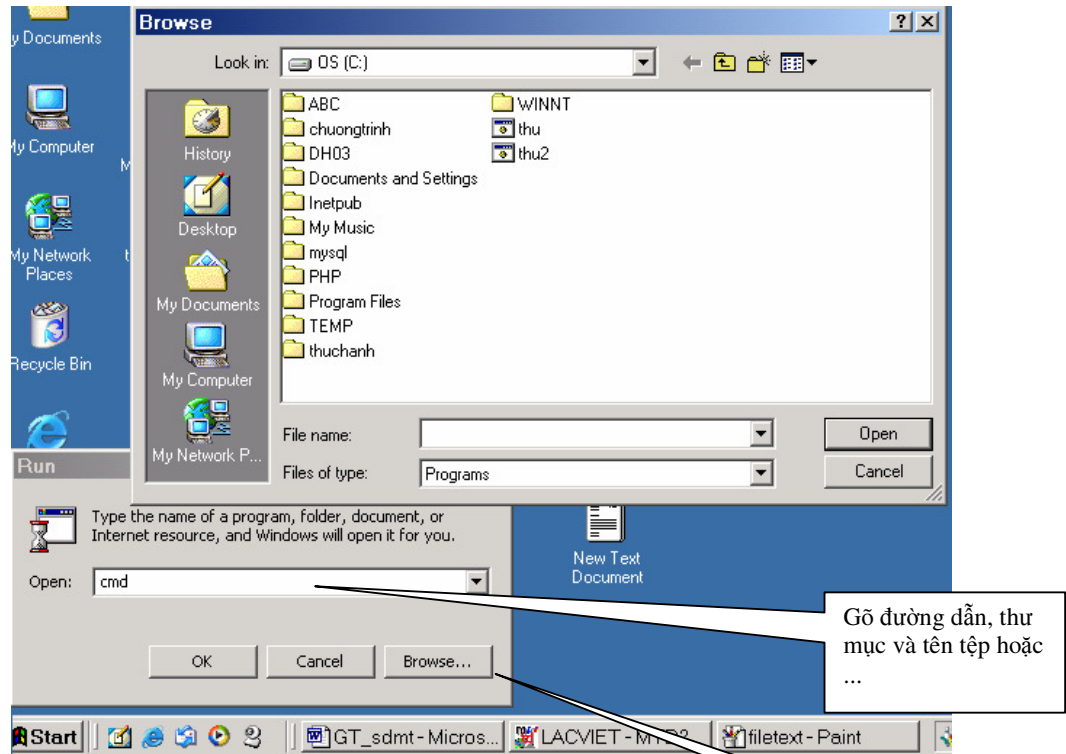 y Documents
My Computer
M
My Network
Places
t
Recycle Bin
Browse
Look in:
OS (C:)
History
Desktop
My Documents
My Computer
My Network P...
ABC
chuongtrinh
DH03
Documents and Settings
Inetpub
My Music
mysql
PHP
Program Files
TEMP
thuchanh
WINNT
thu
thu2
File name:
Open
Files of type:
Programs
Cancel
Run
Type the name of a program, folder, document, or
Internet resource, and Windows will open it for you.
Open:
cmd
OK
Cancel
Browse...
New Text
Document
Gõ đường dẫn, thư
mục và tên tệp hoặc
...
Start
GT_sdmt - Micros...
LACVIET - MTD2...
filetext - Paint